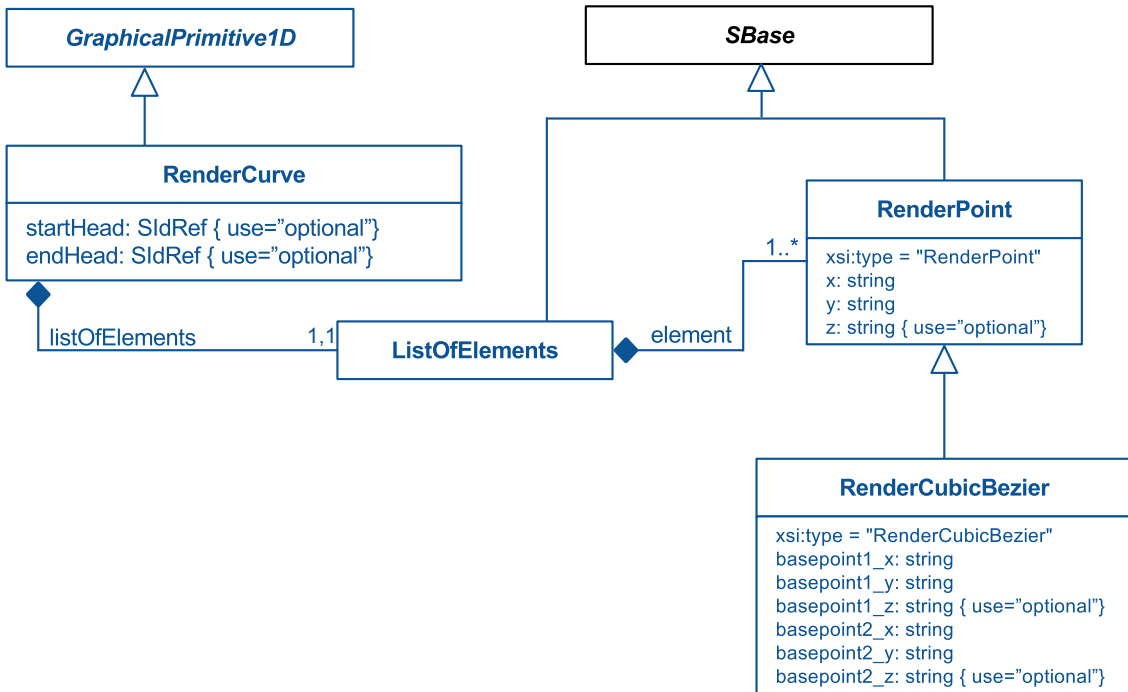 GraphicalPrimitive1D
SBase
RenderCurve
startHead: SIdRef { use=”optional”}
endHead: SIdRef { use=”optional”}
RenderPoint
xsi:type = "RenderPoint"
x: string
y: string
z: string { use=”optional”}
1..*
listOfElements
1,1
ListOfElements
element
RenderCubicBezier
xsi:type = "RenderCubicBezier"
basepoint1_x: string
basepoint1_y: string
basepoint1_z: string { use=”optional”}
basepoint2_x: string
basepoint2_y: string
basepoint2_z: string { use=”optional”}